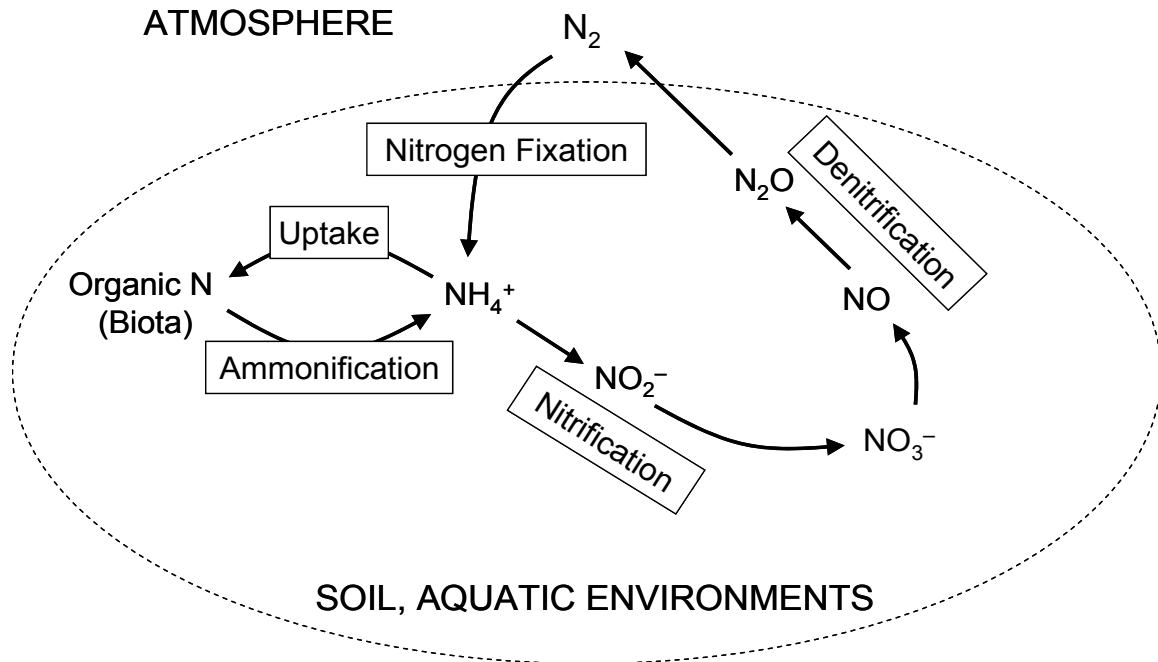 ATMOSPHERE
N₂
Nitrogen Fixation
N₂O
Denitrification
Uptake
Organic N
(Biota)
NH₄⁺
NO
Ammonification
NO₂⁻
Nitrification
NO₃⁻
SOIL, AQUATIC ENVIRONMENTS